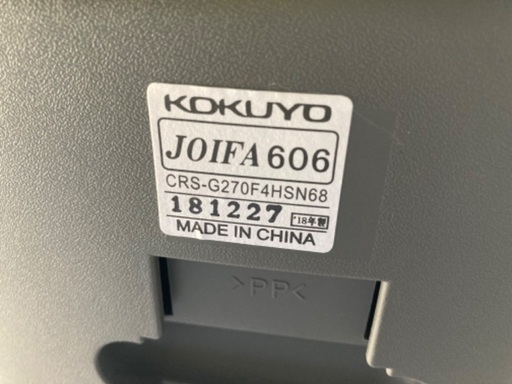 KOKUYO
JOIFA 606
CRS-G270F4HSN68
181227 '18年製
MADE IN CHINA
>PP<